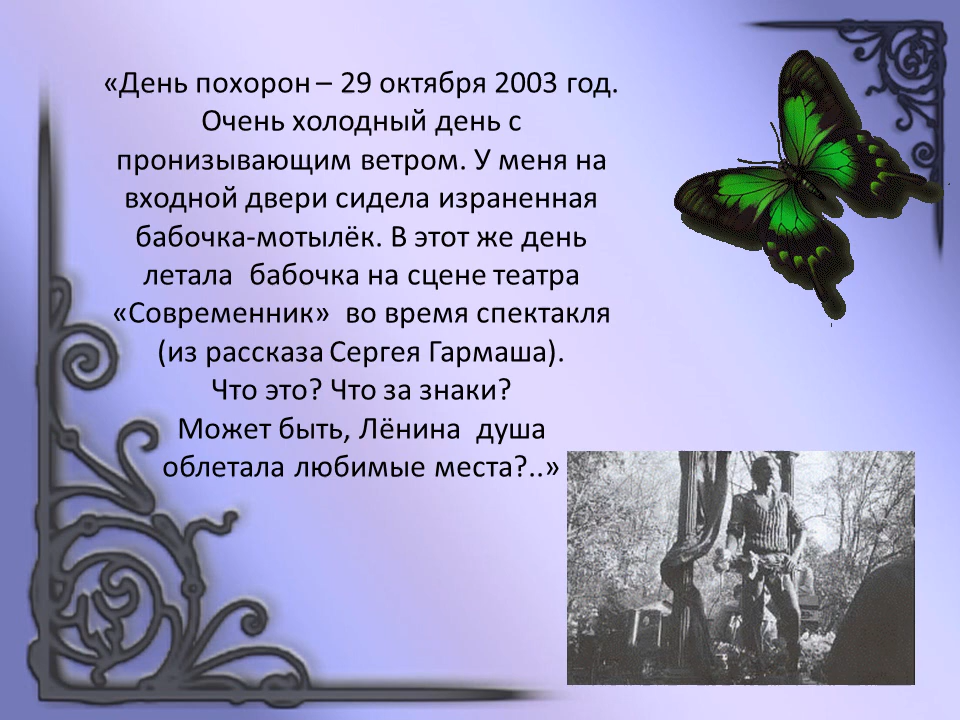 «День похорон – 29 октября 2003 год.
Очень холодный день с
пронизывающим ветром. У меня на
входной двери сидела израненная
бабочка-мотылёк. В этот же день
летала бабочка на сцене театра
«Современник» во время спектакля
(из рассказа Сергея Гармаша).
Что это? Что за знаки?
Может быть, Лёнина душа
облетала любимые места?..»